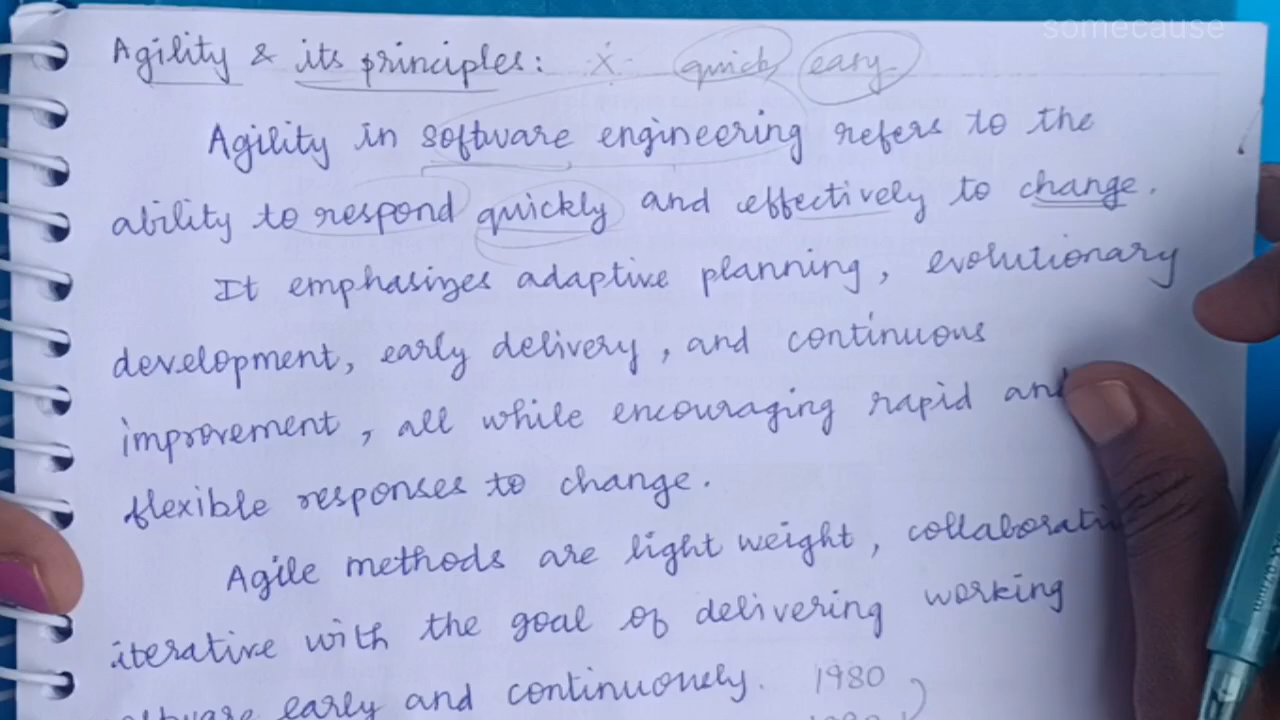 somecause
Agility & its principles: X quick easy
Agility in software engineering refers to the
ability to respond quickly and effectively to change.
It emphasizes adaptive planning, evolutionary
development, early delivery, and continuous
improvement, all while encouraging rapid and
flexible responses to change.
Agile methods are light weight, collaborati
iterative with the goal of delivering working
early and continuously. 1980